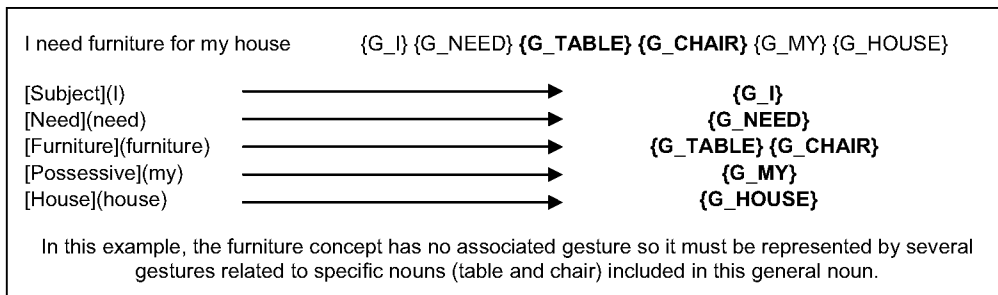 I need furniture for my house {G_I} {G_NEED} {G_TABLE} {G_CHAIR} {G_MY} {G_HOUSE}
[Subject](I) {G_I}
[Need](need) {G_NEED}
[Furniture](furniture) {G_TABLE} {G_CHAIR}
[Possessive](my) {G_MY}
[House](house) {G_HOUSE}
In this example, the furniture concept has no associated gesture so it must be represented by several
gestures related to specific nouns (table and chair) included in this general noun.